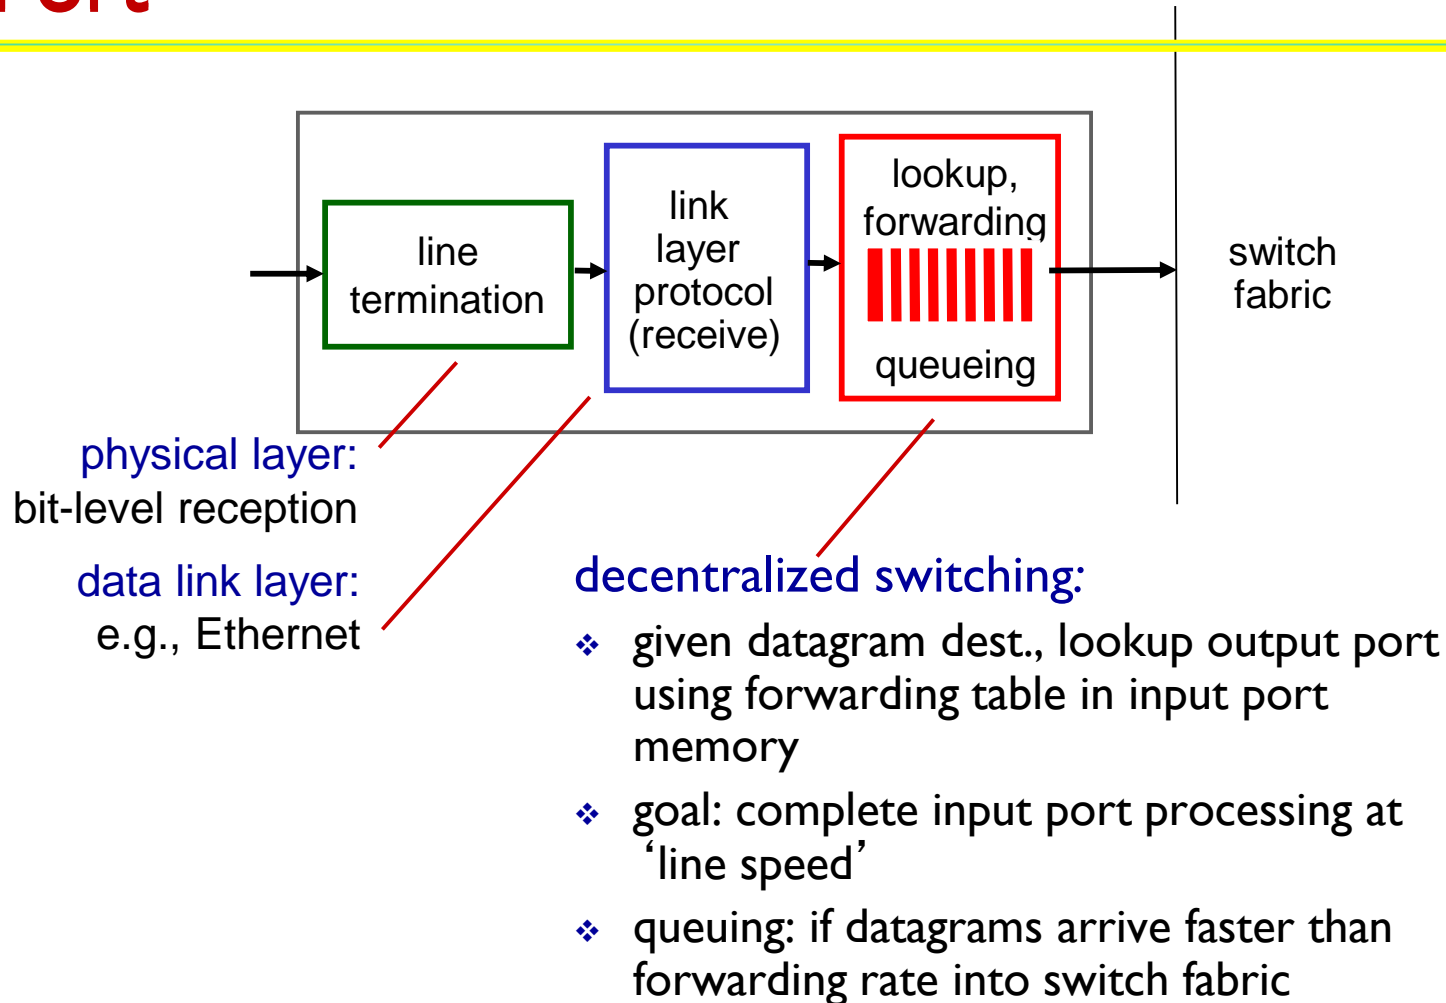 line
termination
link
layer
protocol
(receive)
lookup,
forwarding
queueing
switch
fabric
physical layer:
bit-level reception
data link layer:
e.g., Ethernet
decentralized switching:
❖ given datagram dest., lookup output port
using forwarding table in input port
memory
❖ goal: complete input port processing at
‘line speed’
❖ queuing: if datagrams arrive faster than
forwarding rate into switch fabric